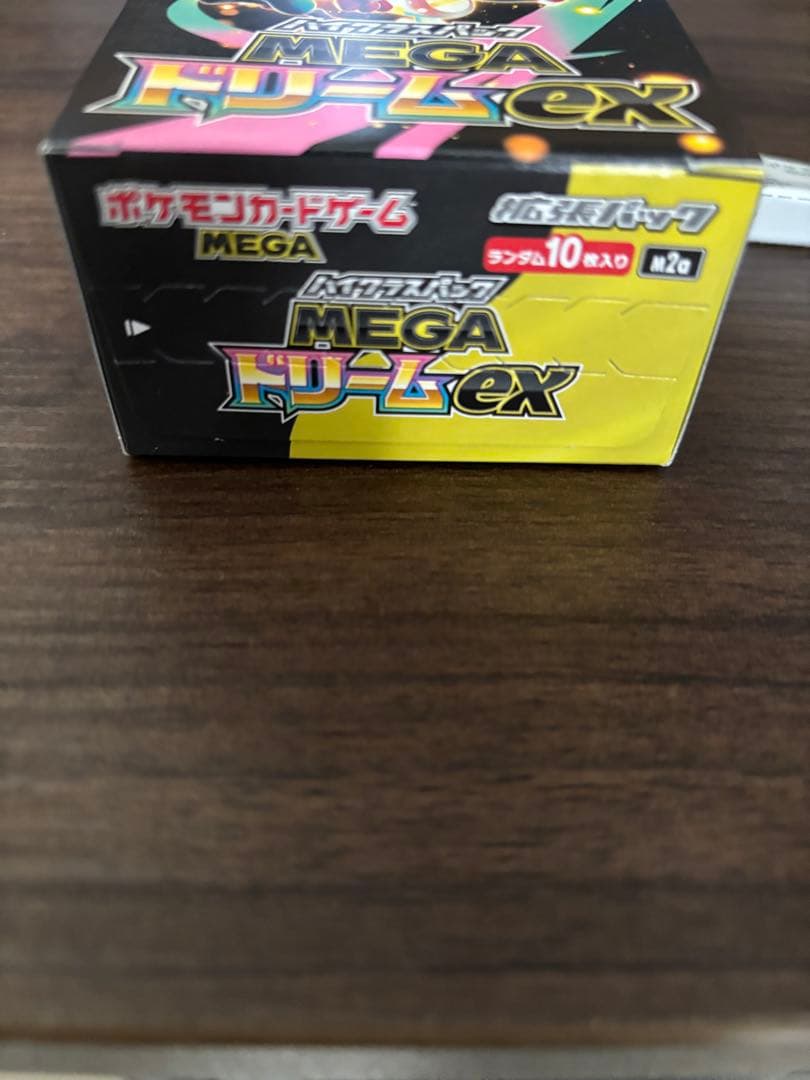 ハイクラスパック
MEGA
ドリームex
ポケモンカードゲーム
MEGA
拡張パック
ランダム10枚入り
M2a
ハイクラスパック
MEGA
ドリームex